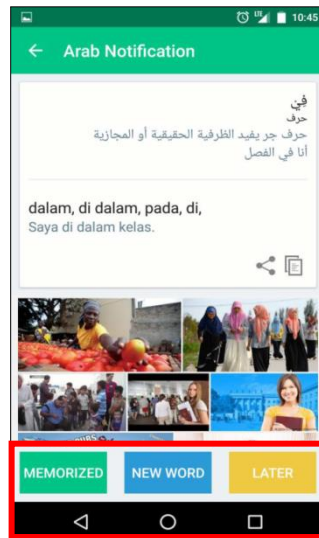 LTE 10:45
Arab Notification
فِيْ
حرف
حرف جر يفيد الظرفية الحقيقية أو المجازية
أنا في الفصل
dalam, di dalam, pada, di,
Saya di dalam kelas.
MEMORIZED NEW WORD LATER